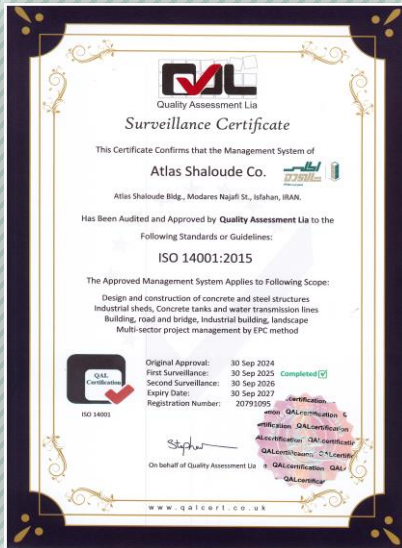 QAL
Quality Assessment Lia
Surveillance Certificate
This Certificate Confirms that the Management System of
Atlas Shaloude Co.
Atlas Shaloude Bldg., Modares Najafi St., Isfahan, IRAN.
Has Been Audited and Approved by Quality Assessment Lia to the
Following Standards or Guidelines:
ISO 14001:2015
The Approved Management System Applies to Following Scope:
Design and construction of concrete and steel structures
Industrial sheds, Concrete tanks and water transmission lines
Building, road and bridge, Industrial building, landscape
Multi-sector project management by EPC method
Original Approval: 30 Sep 2024
First Surveillance: 30 Sep 2025 Completed
Second Surveillance: 30 Sep 2026
Expiry Date: 30 Sep 2027
Registration Number: 20791095
QAL
Certification
ISO 14001
On behalf of Quality Assessment Lia
QALcertification
QALcertification
QALcertification
QALcertification
www.qalcert.co.uk